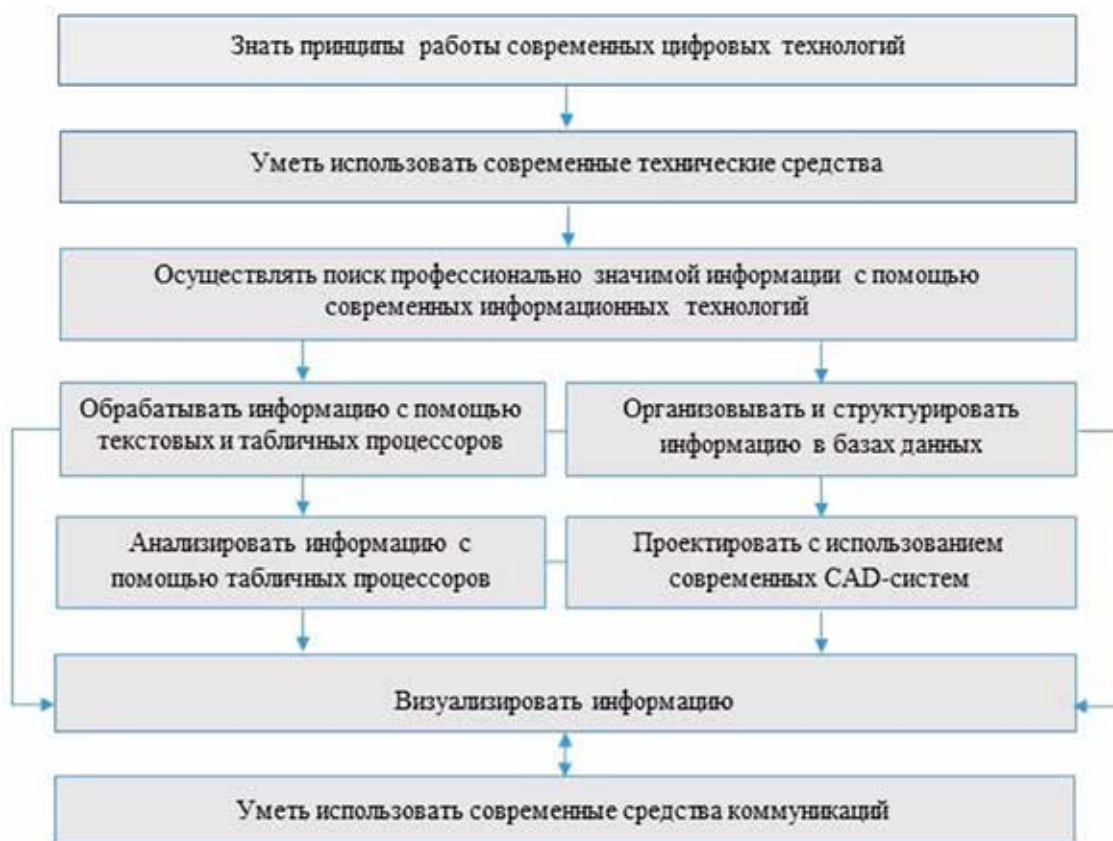 Знать принципы работы современных цифровых технологий
Уметь использовать современные технические средства
Осуществлять поиск профессионально значимой информации с помощью
современных информационных технологий
Обрабатывать информацию с помощью
текстовых и табличных процессоров
Организовывать и структурировать
информацию в базах данных
Анализировать информацию с
помощью табличных процессоров
Проектировать с использованием
современных CAD-систем
Визуализировать информацию
Уметь использовать современные средства коммуникаций